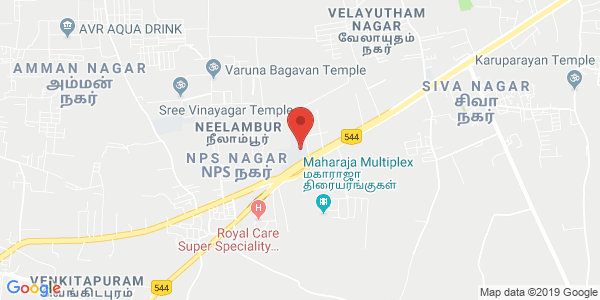 VELAYUTHAM
NAGAR
வேலாயுதம்
நகர்
AVR AQUA DRINK
Karuparayan Temple
AMMAN NAGAR
அம்மன்
நகர்
Varuna Bagavan Temple
SIVA NAGAR
சிவா
நகர்
Sree Vinayagar Temple
NEELAMBUR
நீலாம்பூர்
544
NPS NAGAR
NPS நகர்
Maharaja Multiplex
மகாராஜா
திரையரங்குகள்
544
H
Royal Care
Super Speciality...
VENKITAPURAM
544
Google
Map data ©2019 Google